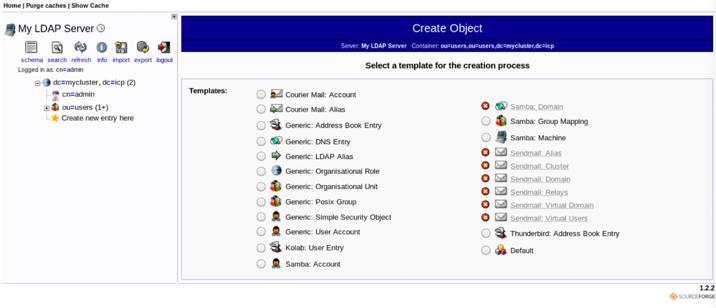 Home | Purge caches | Show Cache
My LDAP Server
schema search refresh info import export logout
Logged in as: cn=admin
dc=mycluster, dc=icp (2)
cn=admin
ou=users (1+)
Create new entry here
Create Object
Server: My LDAP Server Container: ou=users,ou=users,dc=mycluster,dc=icp
Select a template for the creation process
Templates:
Courier Mail: Account
Courier Mail: Alias
Generic: Address Book Entry
Generic: DNS Entry
Generic: LDAP Alias
Generic: Organisational Role
Generic: Organisational Unit
Generic: Posix Group
Generic: Simple Security Object
Generic: User Account
Kolab: User Entry
Samba: Account
Samba: Domain
Samba: Group Mapping
Samba: Machine
Sendmail: Alias
Sendmail: Cluster
Sendmail: Domain
Sendmail: Relays
Sendmail: Virtual Domain
Sendmail: Virtual Users
Thunderbird: Address Book Entry
Default
1.2.2
SOURCEFORGE